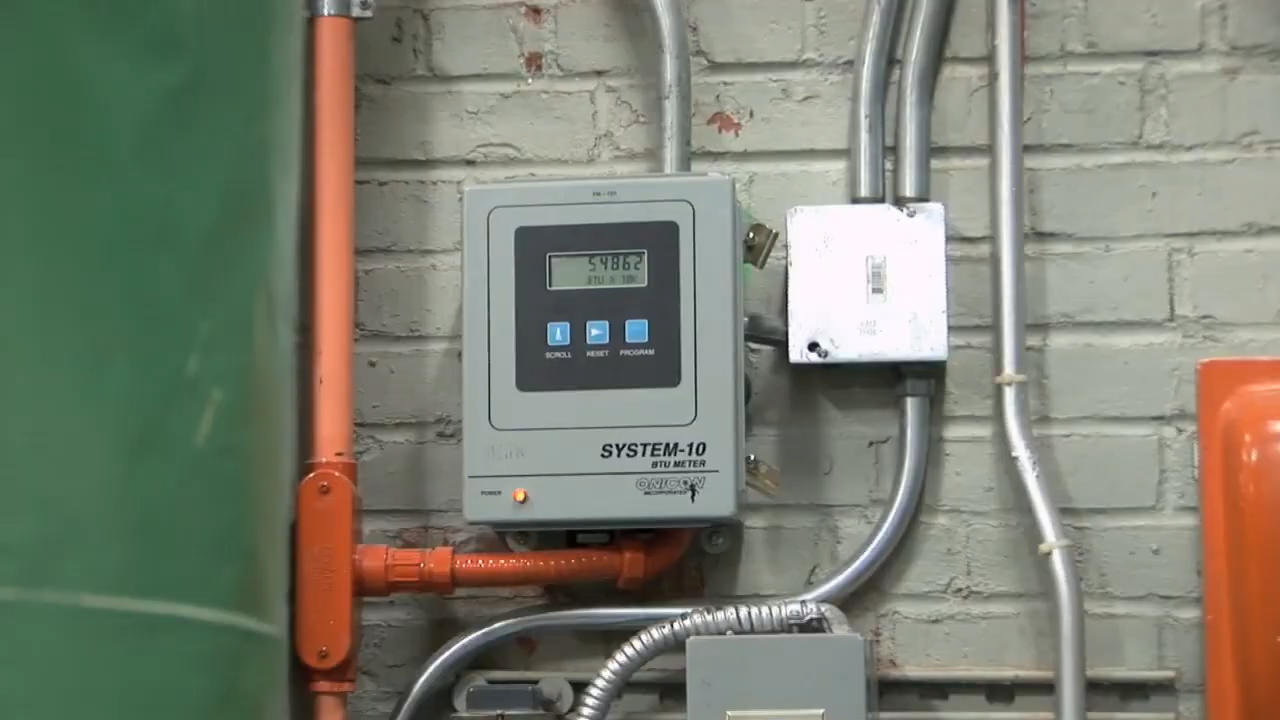 54862
BTU x 10K
SCROLL RESET PROGRAM
SYSTEM-10
BTU METER
POWER
ONICON
INCORPORATED